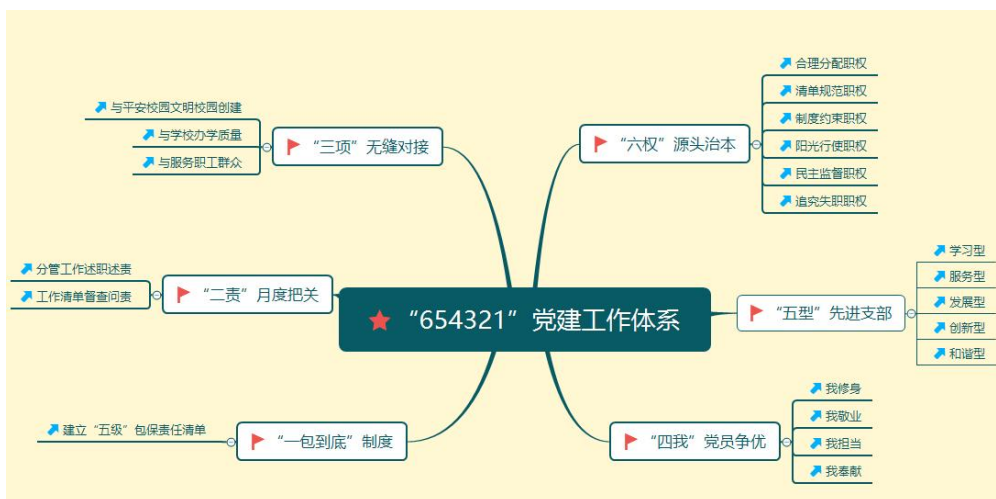 “654321”党建工作体系
“六权”源头治本
合理分配职权
清单规范职权
制度约束职权
阳光行使职权
民主监督职权
追究失职职权
“五型”先进支部
学习型
服务型
发展型
创新型
和谐型
“四我”党员争优
我修身
我敬业
我担当
我奉献
“三项”无缝对接
与平安校园文明校园创建
与学校办学质量
与服务职工群众
“二责”月度把关
分管工作述职述责
工作清单督查问责
“一包到底”制度
建立“五级”包保责任清单